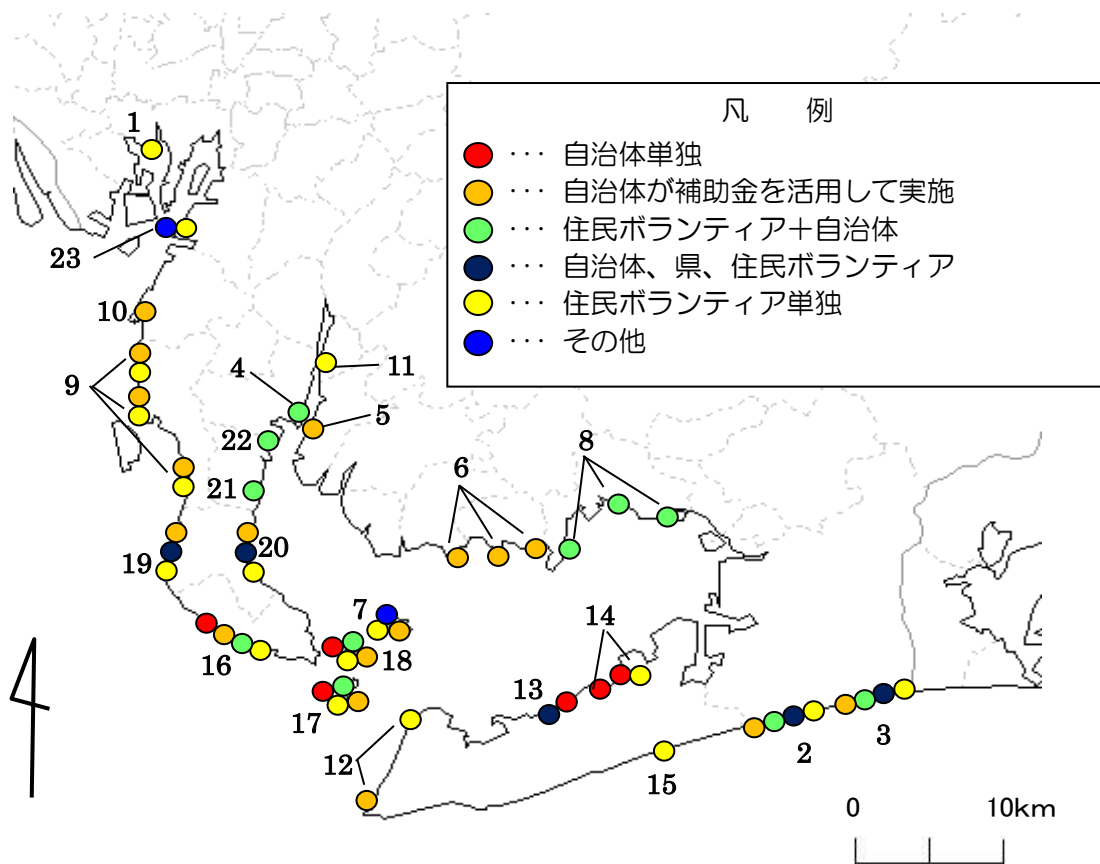 凡 例
… 自治体単独
… 自治体が補助金を活用して実施
… 住民ボランティア＋自治体
… 自治体、県、住民ボランティア
… 住民ボランティア単独
… その他
1
23
10
9
4
11
5
22
6
8
21
19
20
7
14
16
18
13
17
12
2
3
15
0 10km